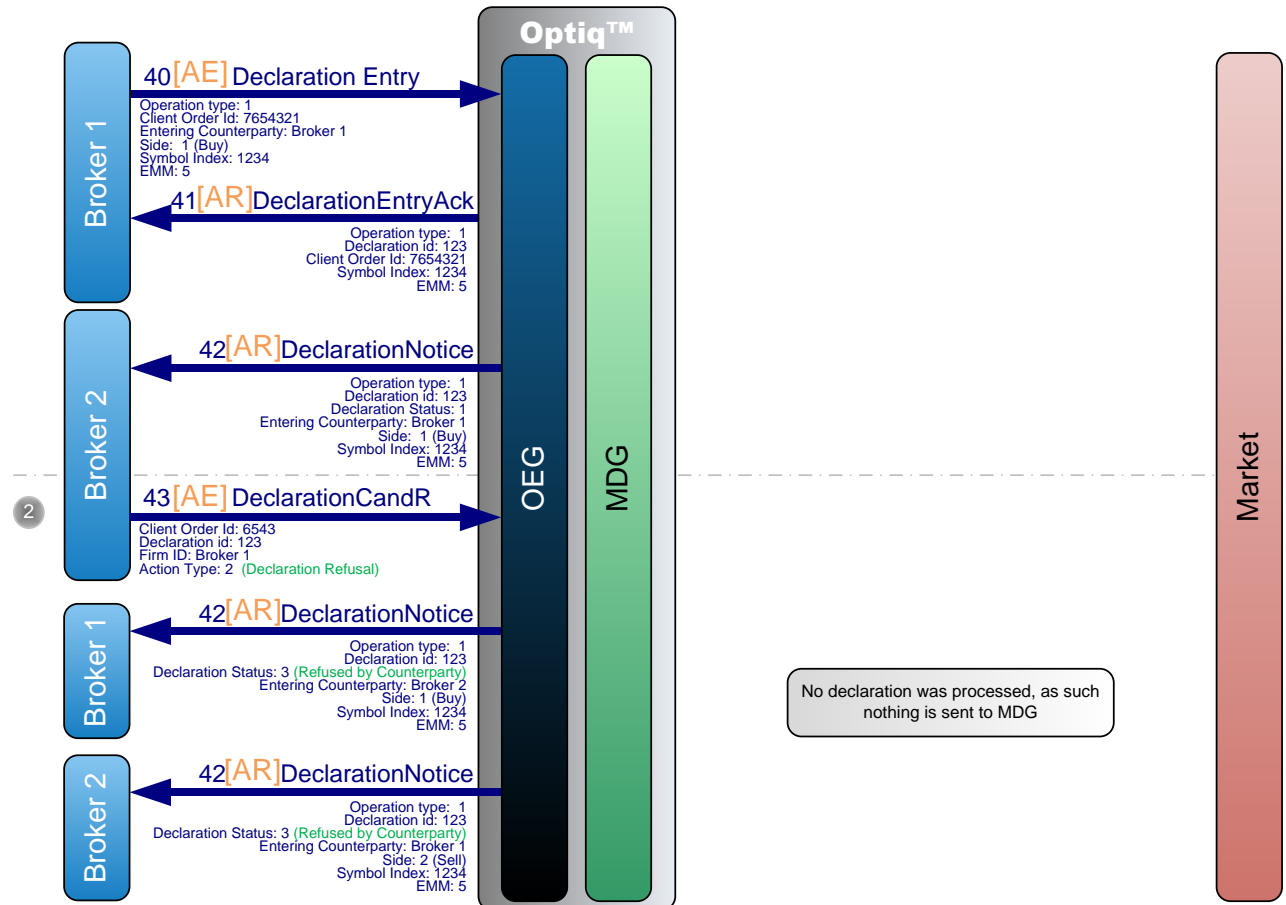 Optiq™
Broker 1
40[AE] Declaration Entry
Operation type: 1
Client Order Id: 7654321
Entering Counterparty: Broker 1
Side: 1 (Buy)
Symbol Index: 1234
EMM: 5
41[AR]DeclarationEntryAck
Operation type: 1
Declaration id: 123
Client Order Id: 7654321
Symbol Index: 1234
EMM: 5
Broker 2
42[AR]DeclarationNotice
Operation type: 1
Declaration id: 123
Declaration Status: 1
Entering Counterparty: Broker 1
Side: 1 (Buy)
Symbol Index: 1234
EMM: 5
OEG
MDG
Market
2
43[AE] DeclarationCandR
Client Order Id: 6543
Declaration id: 123
Firm ID: Broker 1
Action Type: 2 (Declaration Refusal)
Broker 1
42[AR]DeclarationNotice
Operation type: 1
Declaration id: 123
Declaration Status: 3 (Refused by Counterparty)
Entering Counterparty: Broker 2
Side: 1 (Buy)
Symbol Index: 1234
EMM: 5
No declaration was processed, as such
nothing is sent to MDG
Broker 2
42[AR]DeclarationNotice
Operation type: 1
Declaration id: 123
Declaration Status: 3 (Refused by Counterparty)
Entering Counterparty: Broker 1
Side: 2 (Sell)
Symbol Index: 1234
EMM: 5